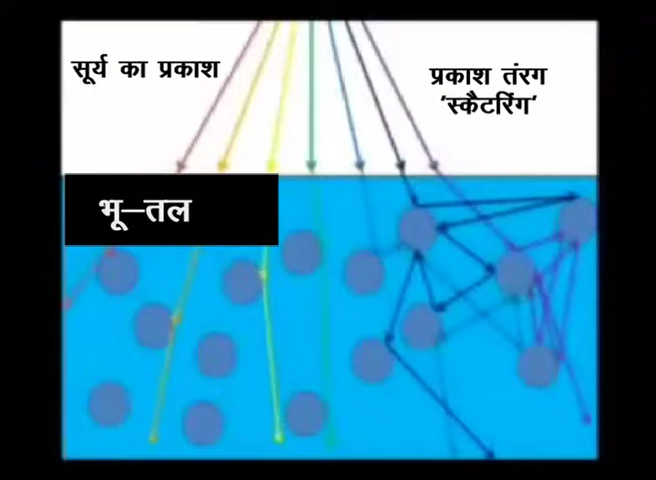 सूर्य का प्रकाश
प्रकाश तंरग
'स्कैटरिंग'
भू–तल